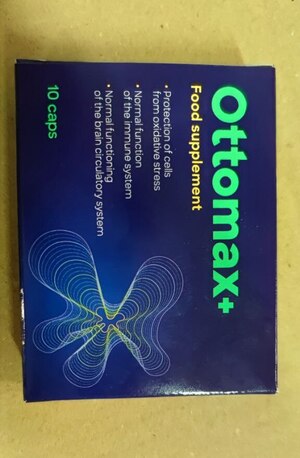 Ottomax+
Food supplement
• Protection of cells
from oxidative stress
• Normal function
of the immune system
• Normal functioning
of the brain circulatory system
10 caps